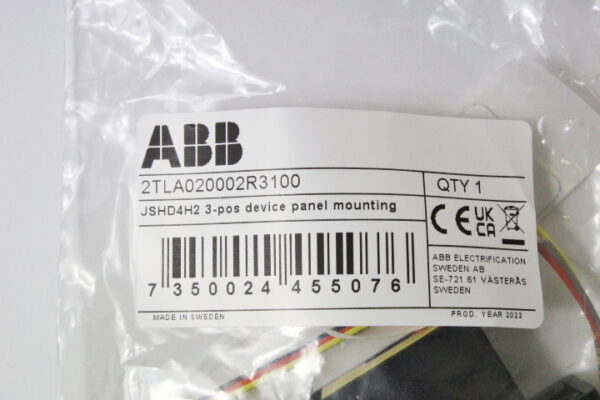 ABB
2TLA020002R3100
QTY 1
JSHD4H2 3-pos device panel mounting
CE UK CA
7 350024 455076
ABB ELECTRIFICATION
SWEDEN AB
SE-721 61 VÄSTERÅS
SWEDEN
MADE IN SWEDEN
PROD. YEAR 2022